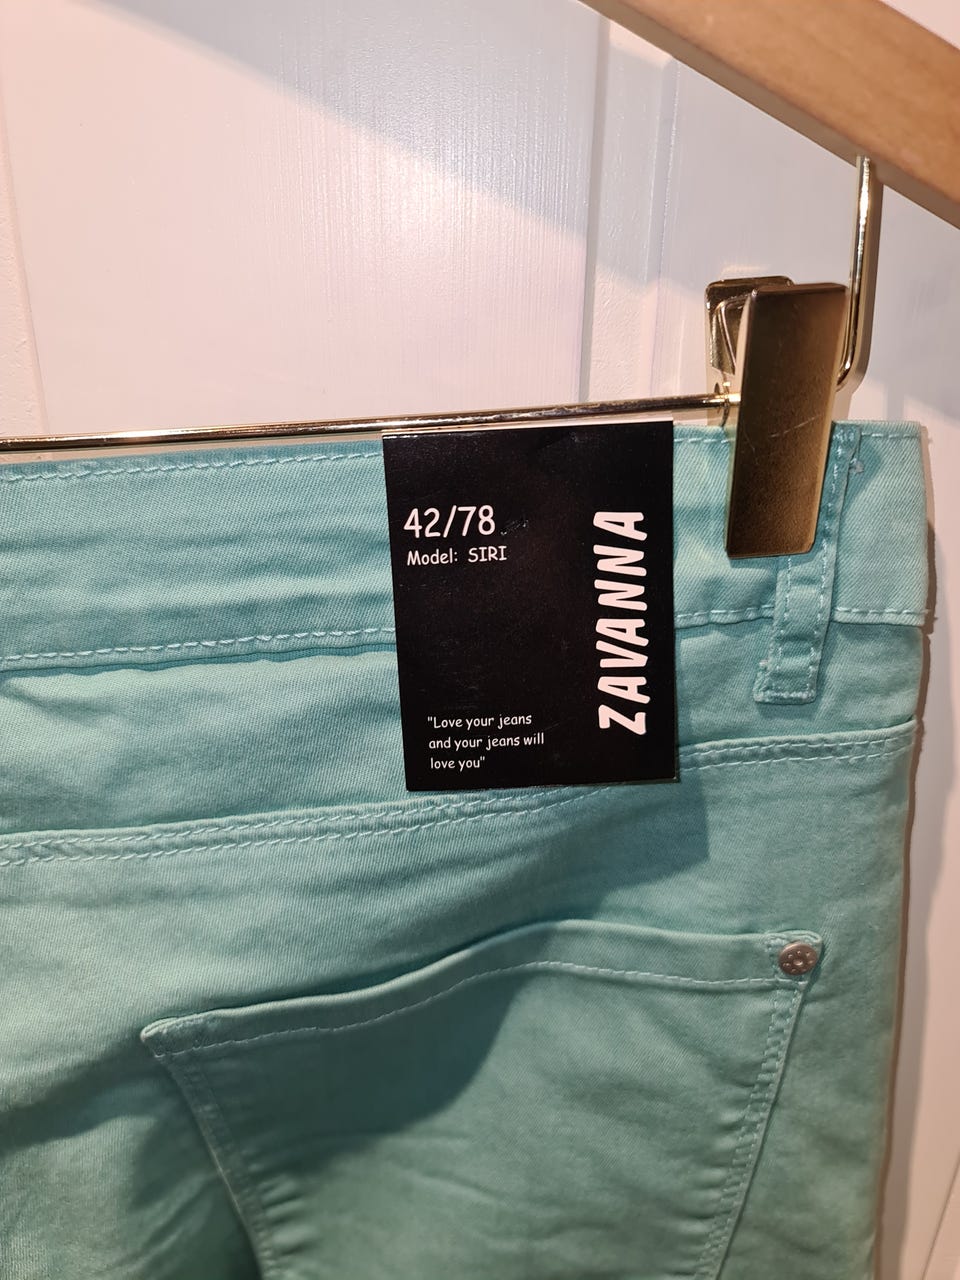 42/78
Model: SIRI
ZAVANNA
"Love your jeans
and your jeans will
love you"